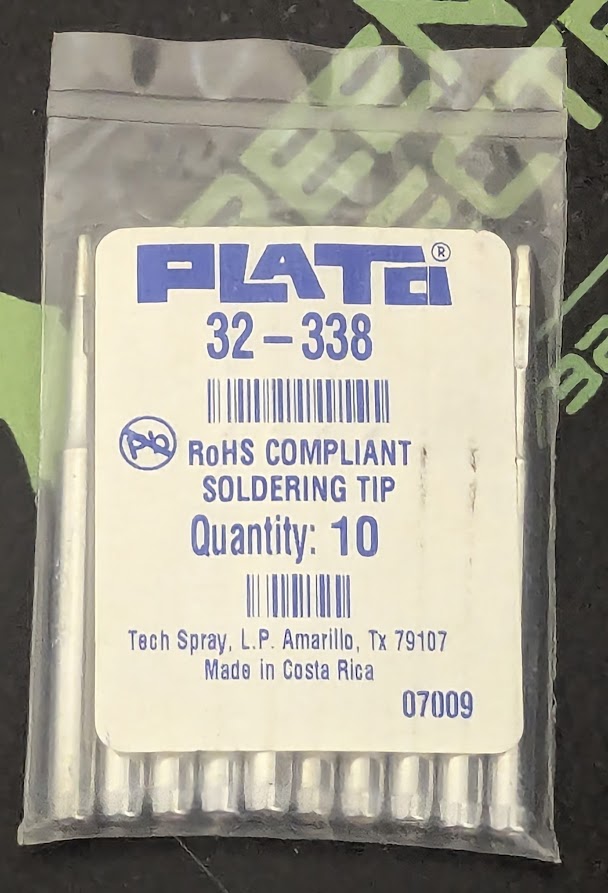 PLATO®
32-338
Pb
RoHS COMPLIANT
SOLDERING TIP
Quantity: 10
Tech Spray, L.P. Amarillo, Tx 79107
Made in Costa Rica
07009